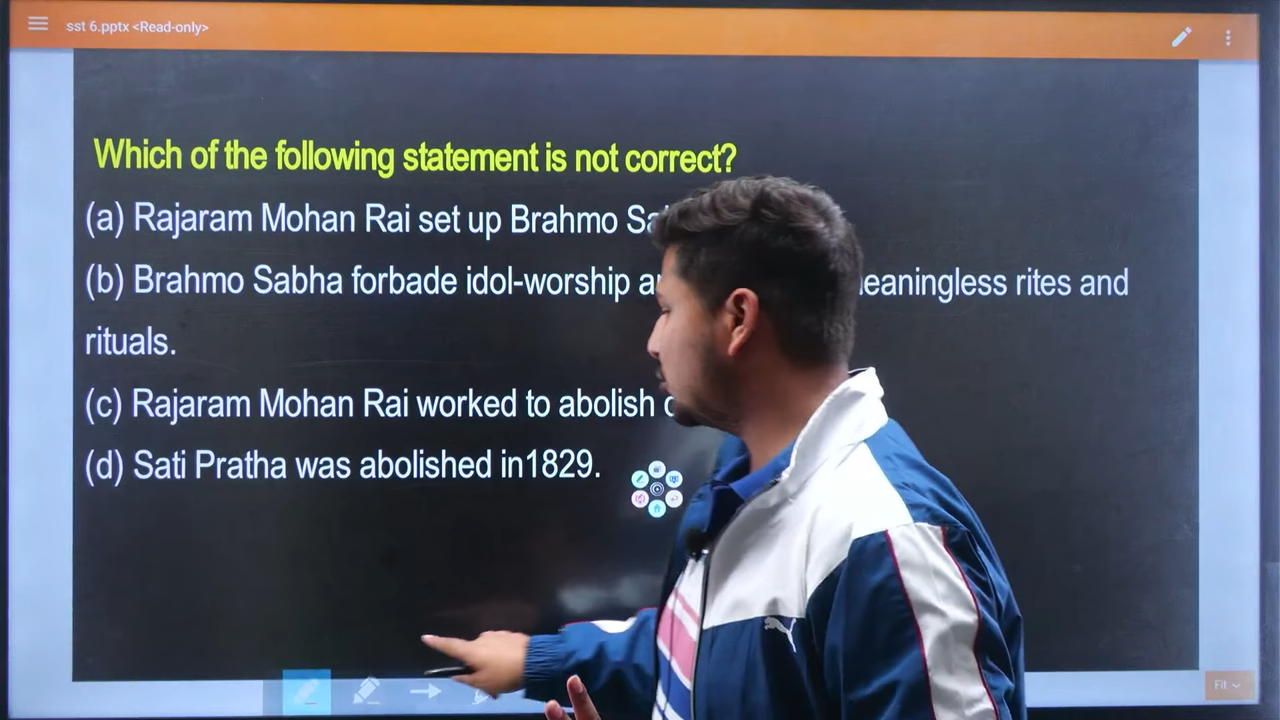 sst 6.pptx <Read-only>
Which of the following statement is not correct?
(a) Rajaram Mohan Rai set up Brahmo
(b) Brahmo Sabha forbade idol-worship rites and
rituals.
(c) Rajaram Mohan Rai worked to abolish
(d) Sati Pratha was abolished in1829.
Fit